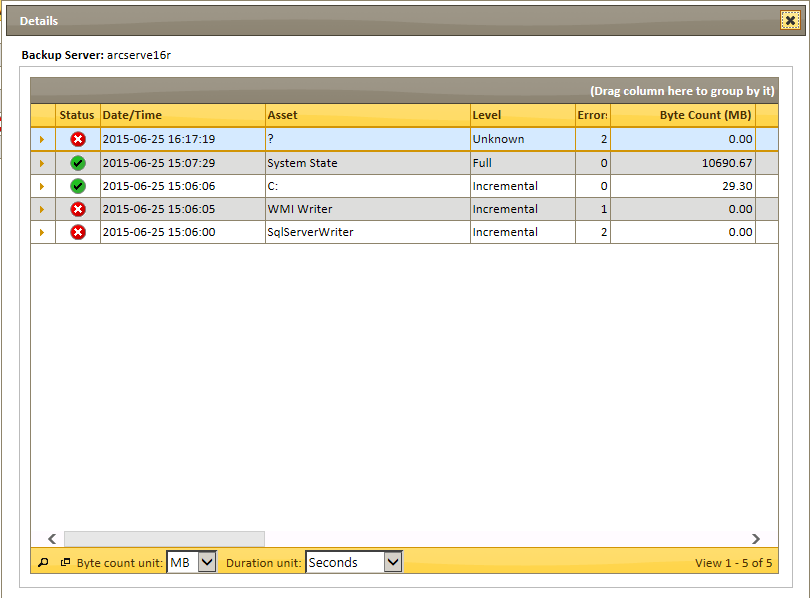 Details
Backup Server: arcserve16r
(Drag column here to group by it)
Status Date/Time Asset Level Error: Byte Count (MB)
2015-06-25 16:17:19 ? Unknown 2 0.00
2015-06-25 15:07:29 System State Full 0 10690.67
2015-06-25 15:06:06 C: Incremental 0 29.30
2015-06-25 15:06:05 WMI Writer Incremental 1 0.00
2015-06-25 15:06:00 SqlServerWriter Incremental 2 0.00
Byte count unit: MB Duration unit: Seconds View 1 - 5 of 5